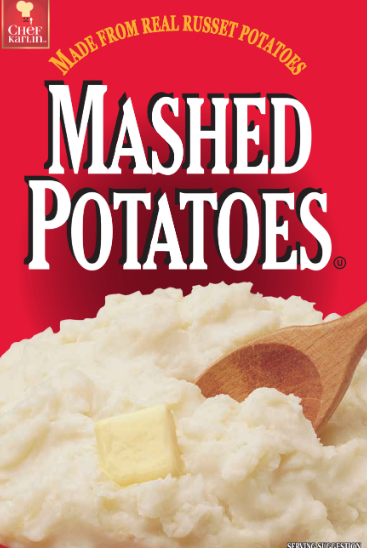 CHEF
KARLIN
MADE FROM REAL RUSSET POTATOES
MASHED
POTATOES
U
SERVING SUGGESTION